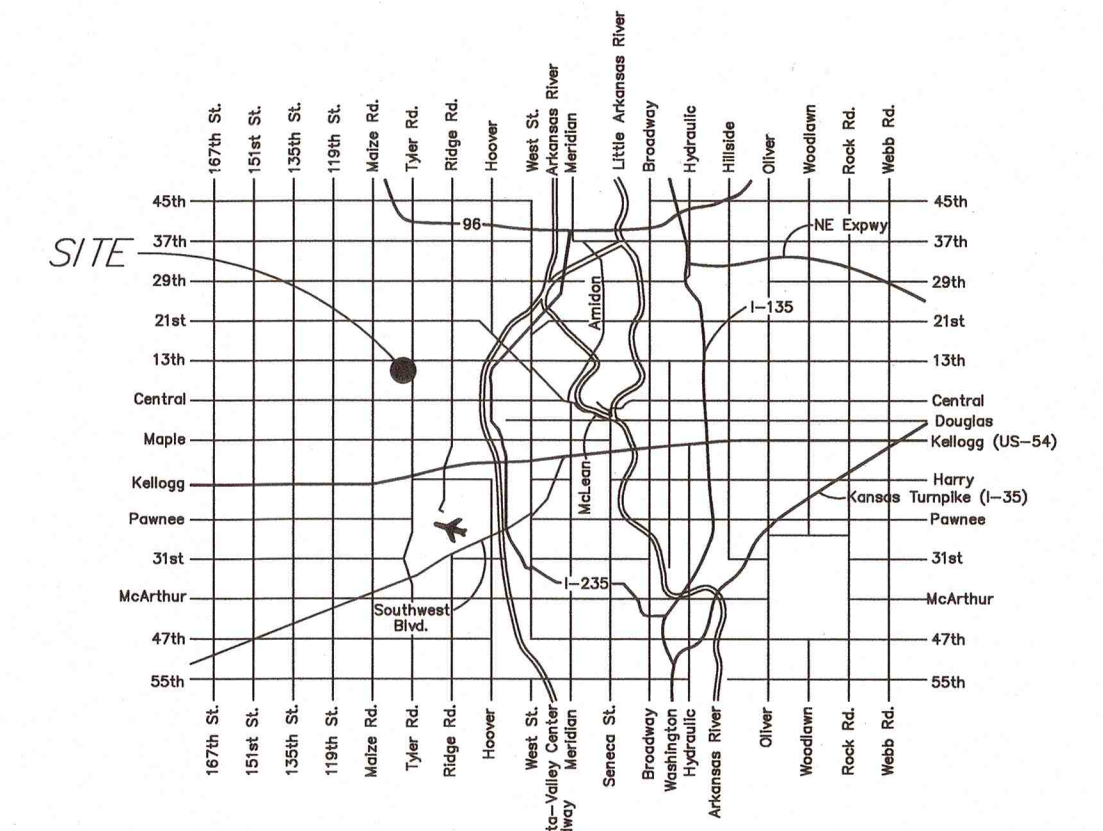 167th St.
151st St.
135th St.
119th St.
Maize Rd.
Tyler Rd.
Ridge Rd.
Hoover
West St.
Arkansas River
Meridian
Little Arkansas River
Broadway
Hydraulic
Hillside
Oliver
Woodlawn
Rock Rd.
Webb Rd.
45th
45th
96
NE Expwy
37th
37th
SITE
29th
29th
Amidon
I-135
21st
21st
13th
13th
Central
Central
Douglas
Maple
Kellogg (US-54)
Kellogg
Harry
McLean
Kansas Turnpike (I-35)
Pawnee
Pawnee
31st
31st
I-235
McArthur
McArthur
Southwest
Blvd.
47th
47th
55th
55th
167th St.
151st St.
135th St.
119th St.
Maize Rd.
Tyler Rd.
Ridge Rd.
Hoover
West St.
ta-Valley Center
lway
Meridian
Seneca St.
Broadway
Washington
Hydraulic
Arkansas River
Oliver
Woodlawn
Rock Rd.
Webb Rd.